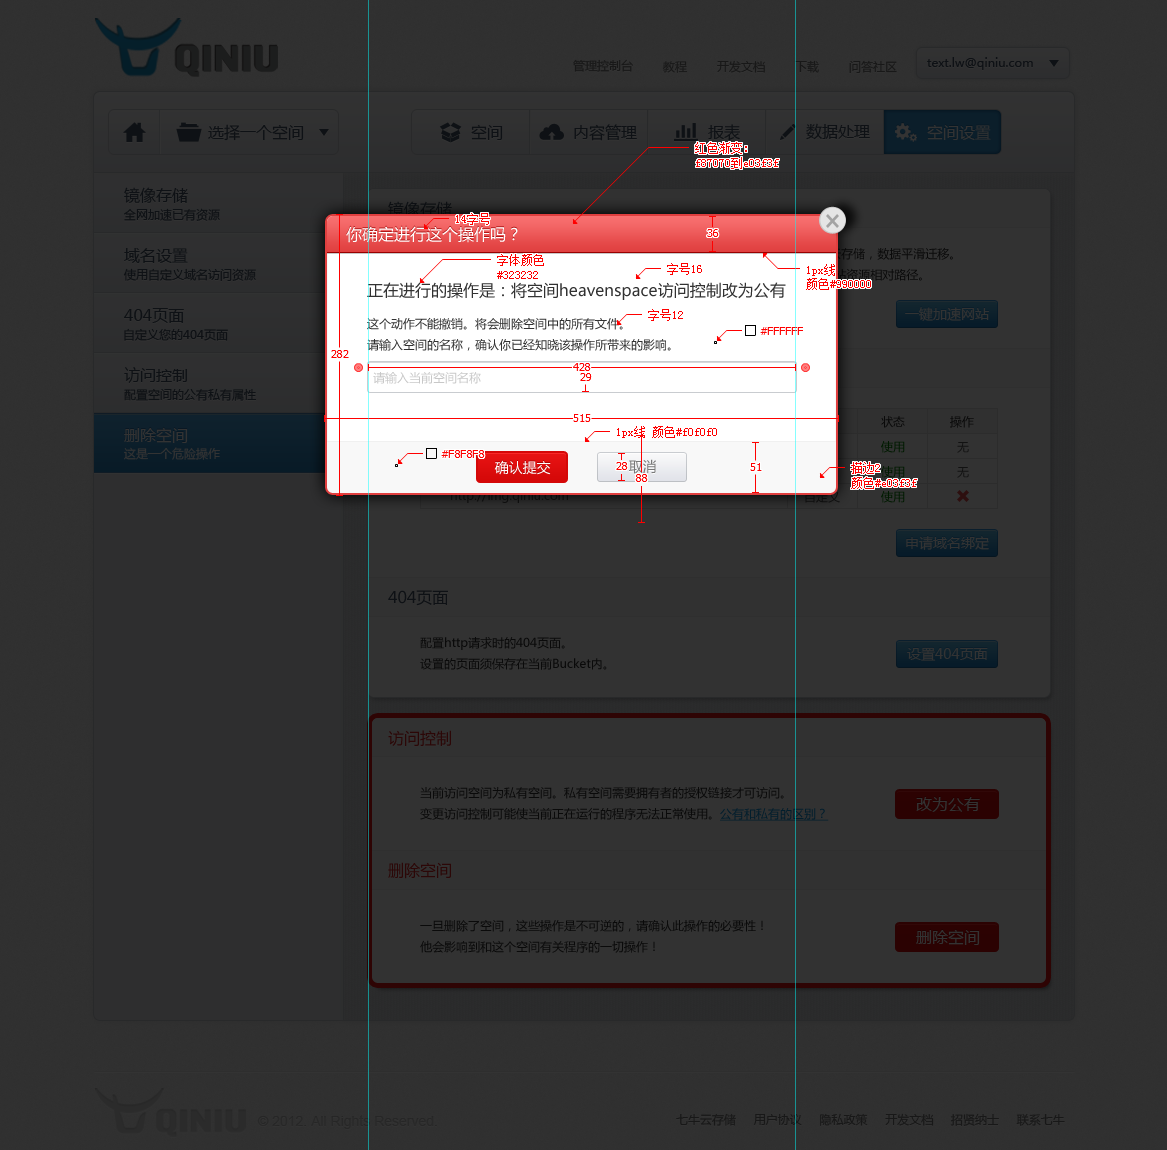 QINIU
管理控制台 教程 开发文档 下载 问答社区 text.lw@qiniu.com
选择一个空间 空间 内容管理 报表 数据处理 空间设置
红色渐变:
f87070到e03f3f
镜像存储
全网加速已有资源
域名设置
使用自定义域名访问资源
404页面
自定义您的404页面
访问控制
配置空间的公有私有属性
删除空间
这是一个危险操作
镜像存储
14字号
你确定进行这个操作吗？
36
字体颜色
#323232
字号16
1px线
颜色#990000
存储，数据平滑迁移。
资源相对路径。
正在进行的操作是：将空间heavenspace访问控制改为公有
一键加速网站
字号12
这个动作不能撤销。将会删除空间中的所有文件。
#FFFFFF
请输入空间的名称，确认你已经知晓该操作所带来的影响。
282
428
29
请输入当前空间名称
515
1px线 颜色#f0f0f0
#F8F8F8
确认提交
28
取消
88
51
描边2
颜色#e03f3f
状态 操作
使用 无
使用 无
http://img.qiniu.com 自定义 使用
申请域名绑定
404页面
配置http请求时的404页面。
设置的页面须保存在当前Bucket内。
设置404页面
访问控制
当前访问空间为私有空间。私有空间需要拥有者的授权链接才可访问。
变更访问控制可能使当前正在运行的程序无法正常使用。公有和私有的区别？
改为公有
删除空间
一旦删除了空间，这些操作是不可逆的，请确认此操作的必要性！
他会影响到和这个空间有关程序的一切操作！
删除空间
QINIU © 2012. All Rights Reserved.
七牛云存储 用户协议 隐私政策 开发文档 招贤纳士 联系七牛